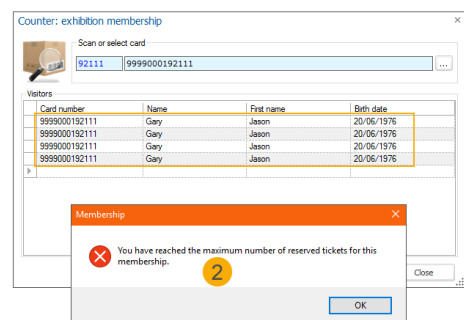 Counter: exhibition membership
Scan or select card
92111 9999000192111 ...
Visitors
Card number Name First name Birth date
9999000192111 Gary Jason 20/06/1976
9999000192111 Gary Jason 20/06/1976
9999000192111 Gary Jason 20/06/1976
9999000192111 Gary Jason 20/06/1976
Membership
You have reached the maximum number of reserved tickets for this
membership.
2
Close
OK